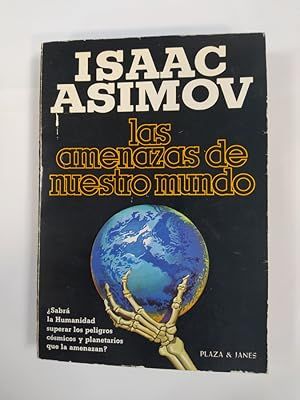 ISAAC
ASIMOV
las
amenazas de
nuestro mundo
¿Sabrá
la Humanidad
superar los peligros
cósmicos y planetarios
que la amenazan?
PLAZA & JANES